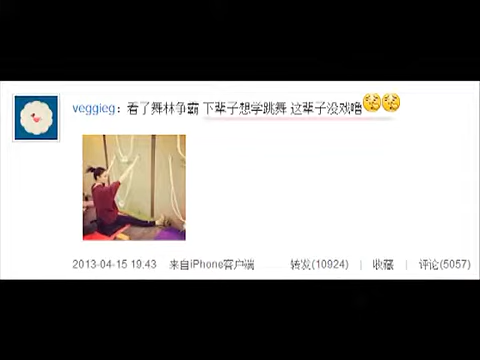 veggieg：看了舞林争霸 下辈子想学跳舞 这辈子没戏噜
2013-04-15 19:43 来自iPhone客户端 转发(10924) | 收藏 | 评论(5057)